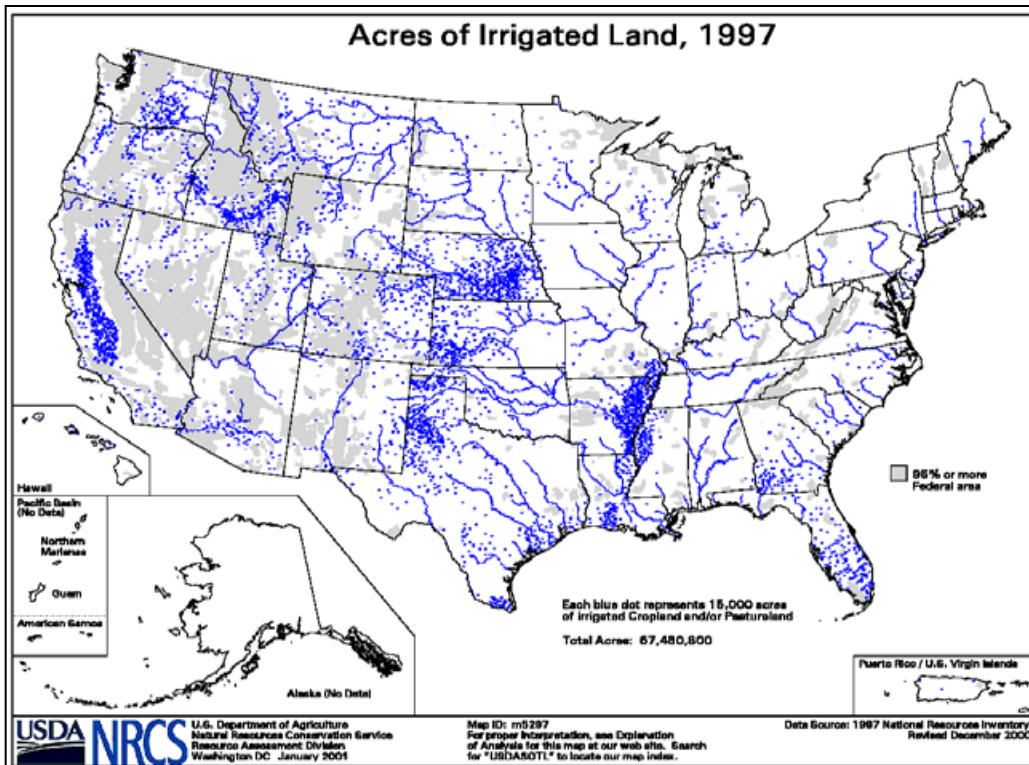 Acres of Irrigated Land, 1997
Hawaii
Pacific Basin
(No Data)
Northern
Marianas
Guam
American Samoa
Alaska (No Data)
95% or more
Federal area
Each blue dot represents 15,000 acres
of irrigated Cropland and/or Pastureland
Total Acres: 67,480,800
Puerto Rico / U.S. Virgin Islands
USDA NRCS
U.S. Department of Agriculture
Natural Resources Conservation Service
Resource Assessment Division
Washington DC January 2001
Map ID: m5297
For proper interpretation, see Explanation
of Analysis for this map at our web site. Search
for "USDASOTL" to locate our map index.
Data Source: 1997 National Resources Inventory
Revised December 2000